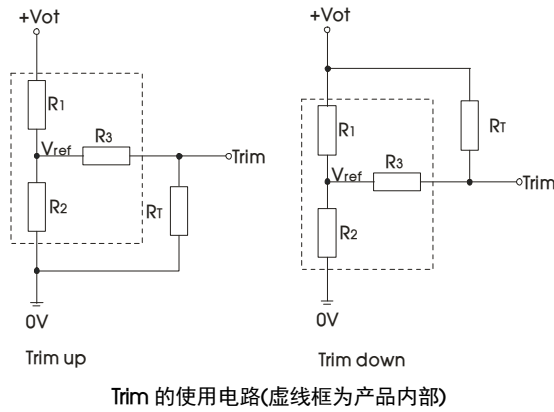 +Vot
R1
Vref
R3
Trim
R2
RT
0V
Trim up
+Vot
R1
RT
Vref
R3
Trim
R2
0V
Trim down
Trim 的使用电路(虚线框为产品内部)